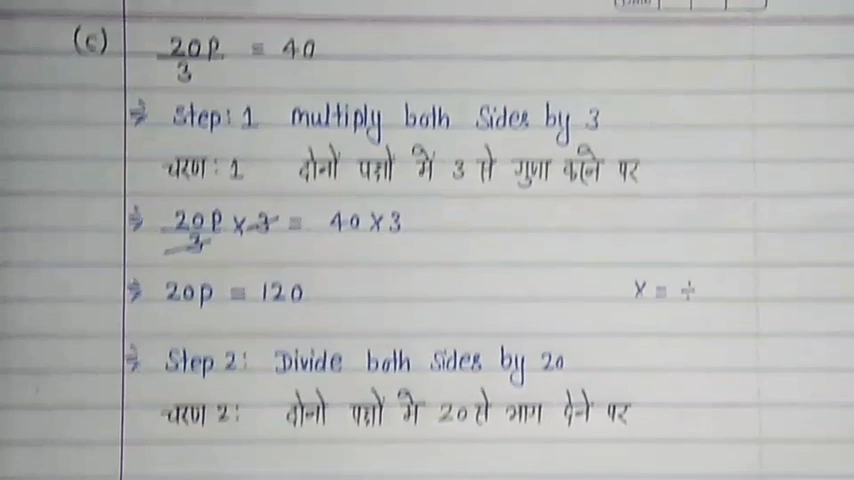 (c) 20p/3 = 40
⇒ Step: 1 multiply both sides by 3
चरण: 1 दोनों पक्षों में 3 से गुणा करने पर
⇒ 20p/3 × 3 = 40 × 3
⇒ 20p = 120 × = ÷
⇒ Step 2: Divide both sides by 20
चरण 2: दोनों पक्षों में 20 से भाग देने पर